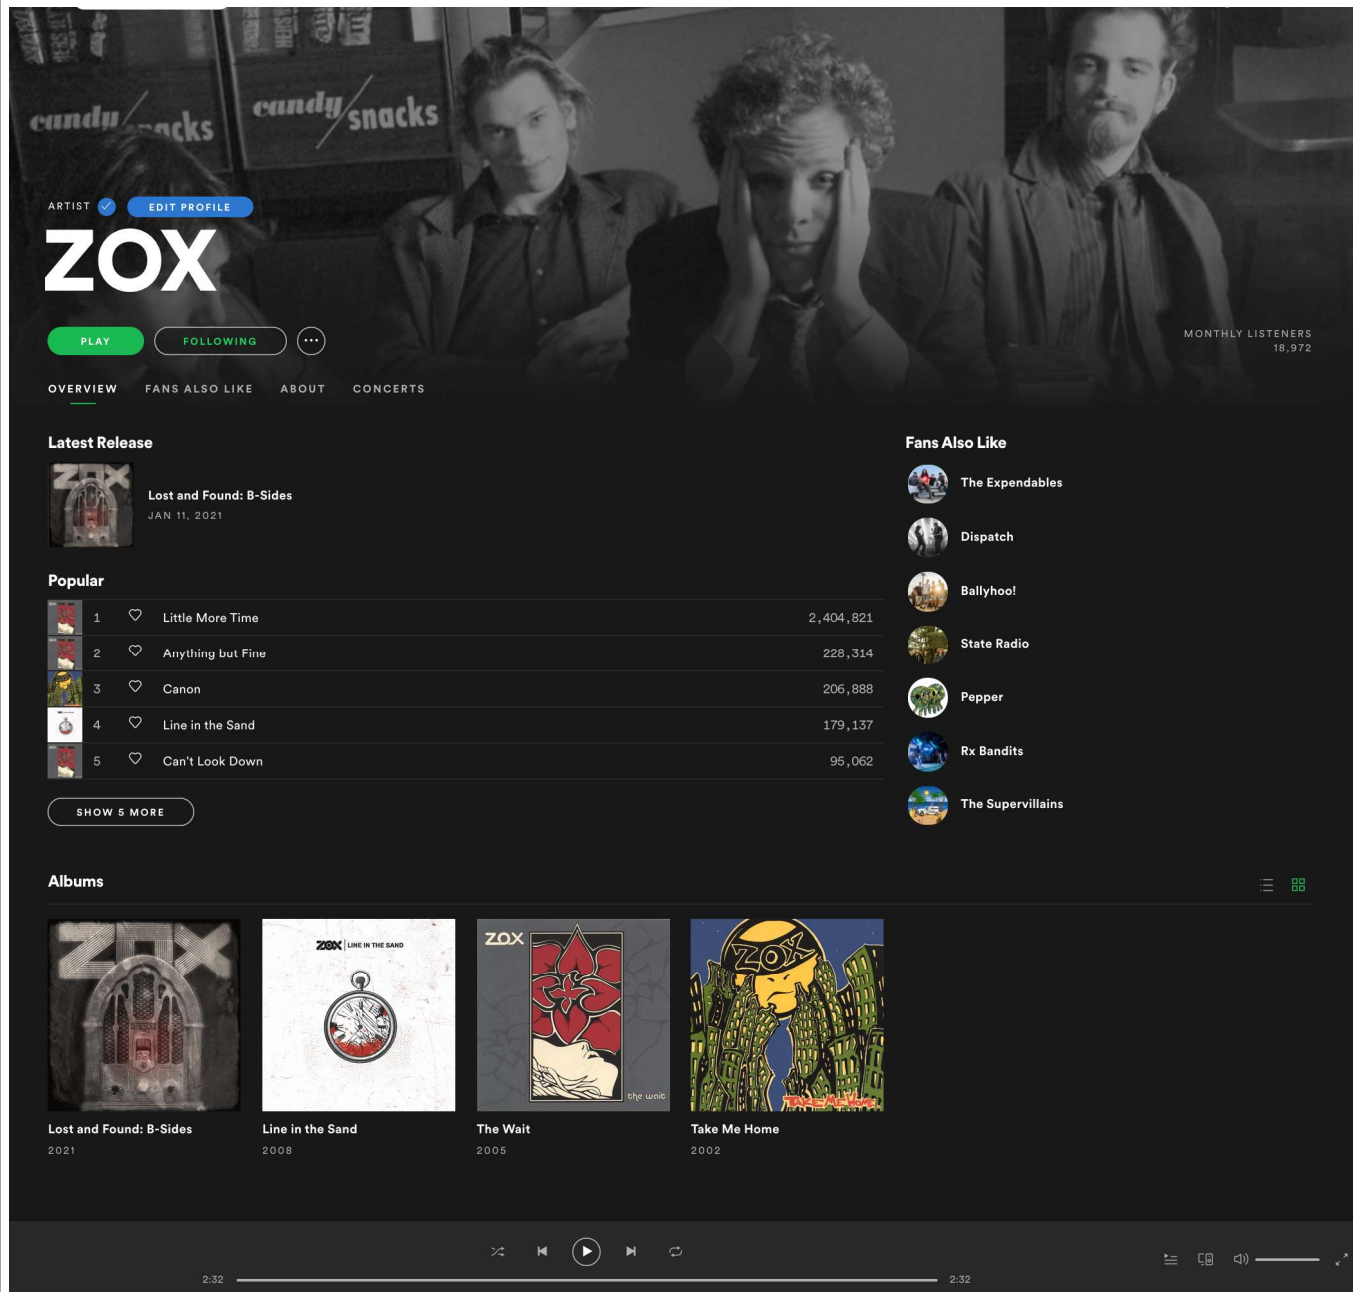 candy/snacks
candy/snacks
ARTIST
EDIT PROFILE
ZOX
PLAY
FOLLOWING
MONTHLY LISTENERS
18,972
OVERVIEW
FANS ALSO LIKE
ABOUT
CONCERTS
Latest Release
ZOX
Lost and Found: B-Sides
JAN 11, 2021
Popular
1 Little More Time 2,404,821
2 Anything but Fine 228,314
3 Canon 206,888
4 Line in the Sand 179,137
5 Can't Look Down 95,062
SHOW 5 MORE
Fans Also Like
The Expendables
Dispatch
Ballyhoo!
State Radio
Pepper
Rx Bandits
The Supervillains
Albums
ZOX
ZOX | LINE IN THE SAND
ZOX
the wait
ZOX
TAKE ME HOME
Lost and Found: B-Sides
2021
Line in the Sand
2008
The Wait
2005
Take Me Home
2002
2:32
2:32